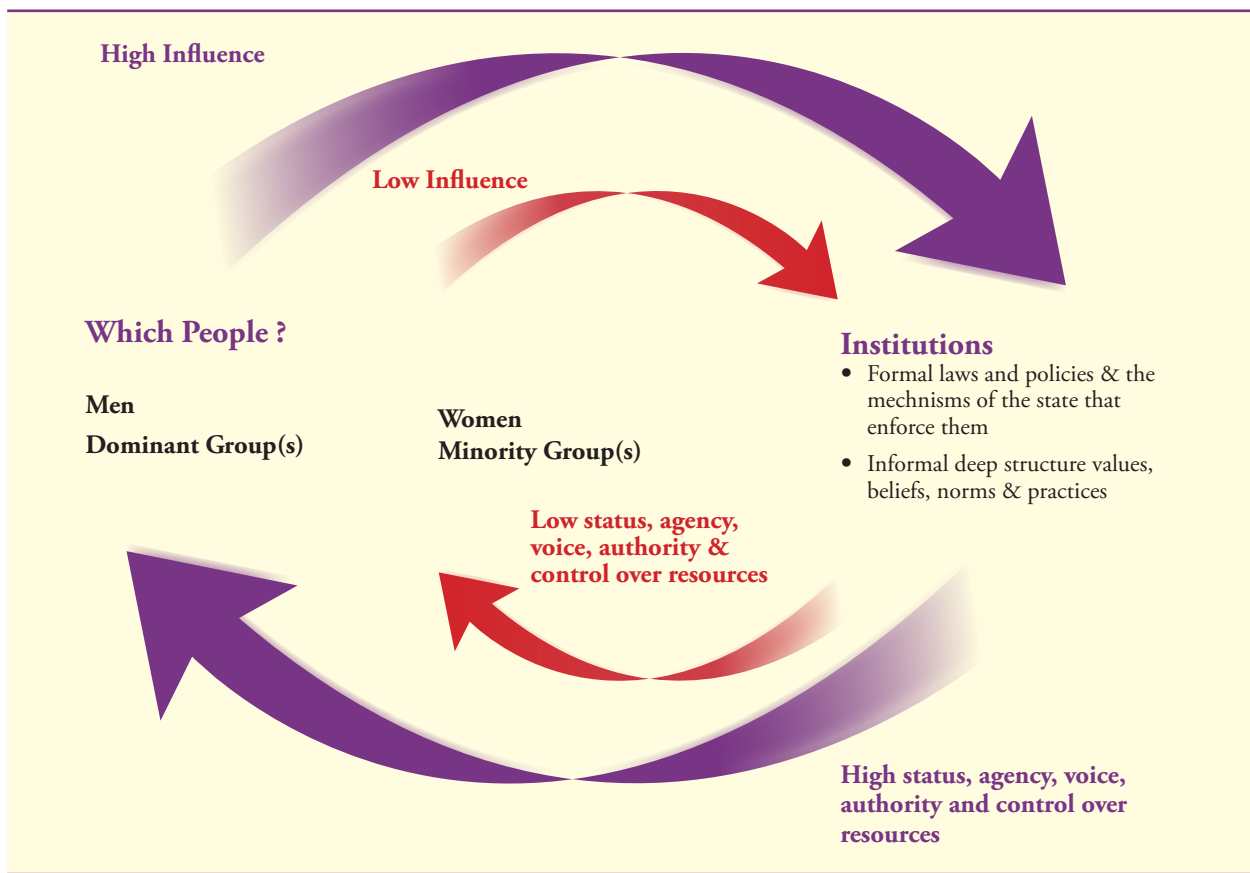 High Influence
Low Influence
Which People ?
Men
Dominant Group(s)
Women
Minority Group(s)
Institutions
• Formal laws and policies & the
mechnisms of the state that
enforce them
• Informal deep structure values,
beliefs, norms & practices
Low status, agency,
voice, authority &
control over resources
High status, agency, voice,
authority and control over
resources